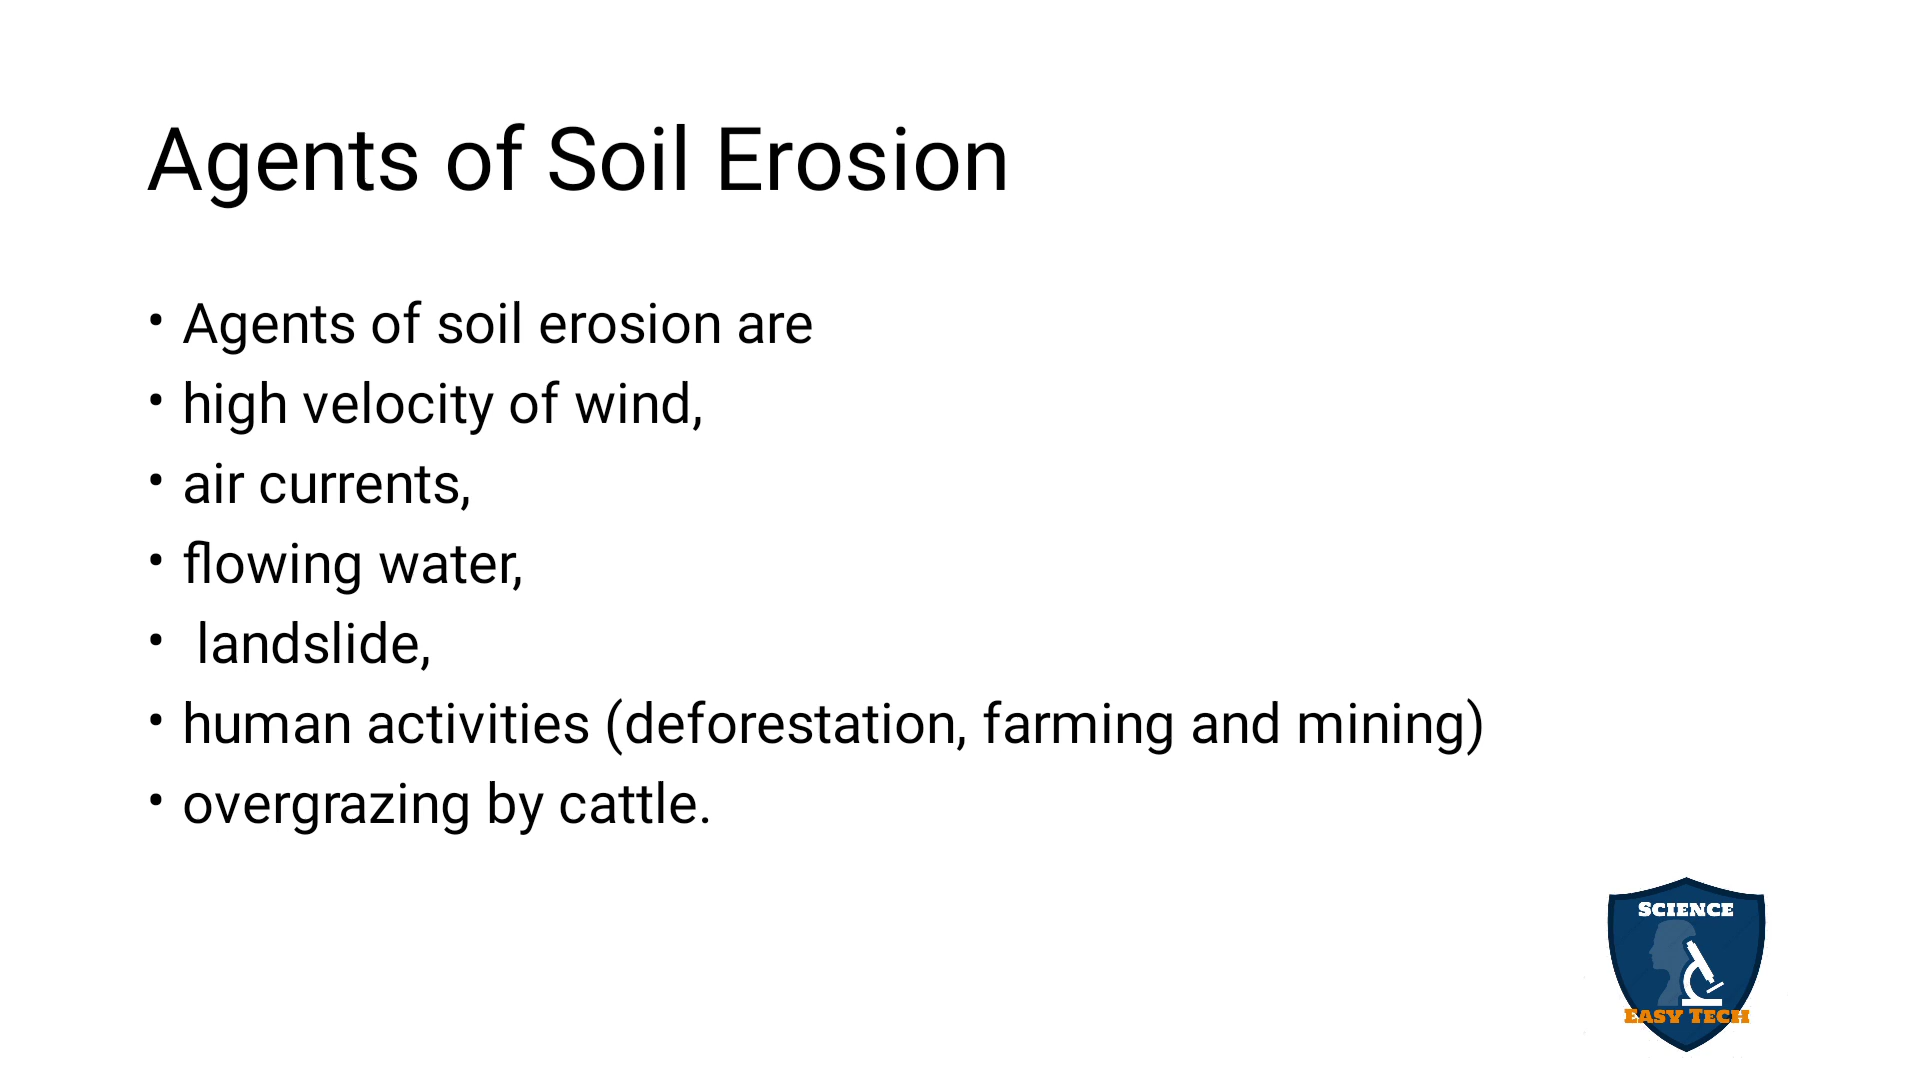 Agents of Soil Erosion
• Agents of soil erosion are
• high velocity of wind,
• air currents,
• flowing water,
• landslide,
• human activities (deforestation, farming and mining)
• overgrazing by cattle.
SCIENCE
EASY TECH